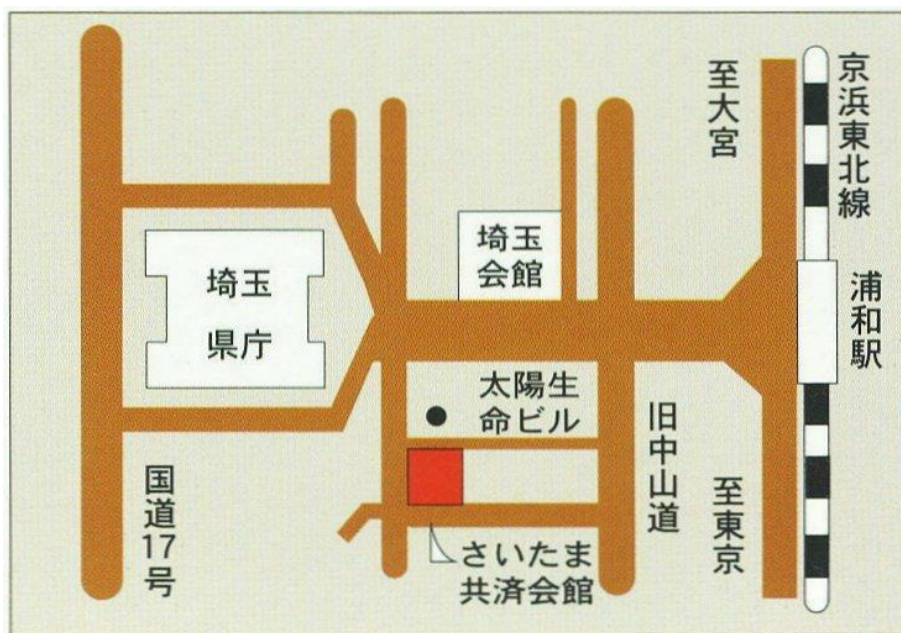 京浜東北線
至大宮
浦和駅
埼玉
会館
埼玉
県庁
太陽生
命ビル
旧中山道
至東京
国道17号
さいたま
共済会館